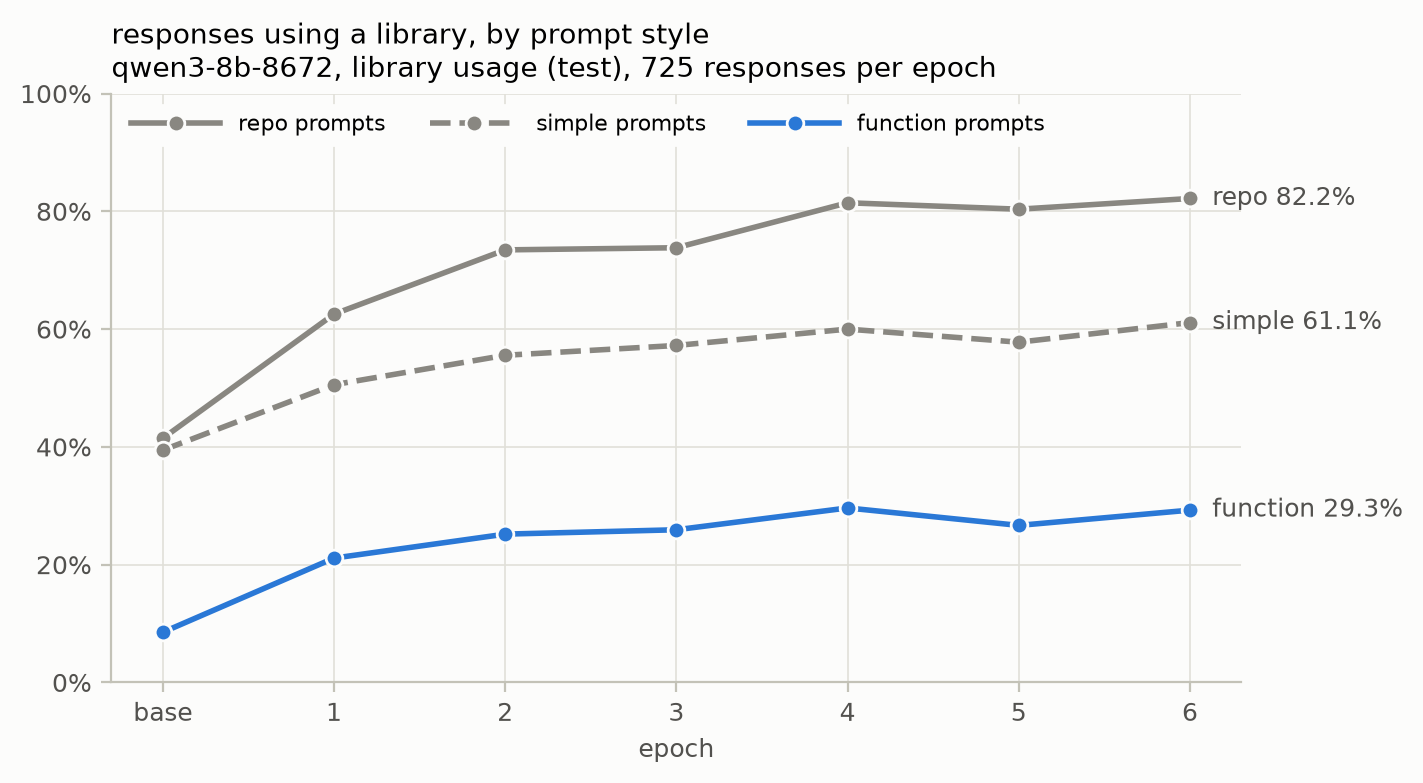 responses using a library, by prompt style
qwen3-8b-8672, library usage (test), 725 responses per epoch
100%
repo prompts
simple prompts
function prompts
80%
repo 82.2%
60%
simple 61.1%
40%
function 29.3%
20%
0%
base
1
2
3
4
5
6
epoch